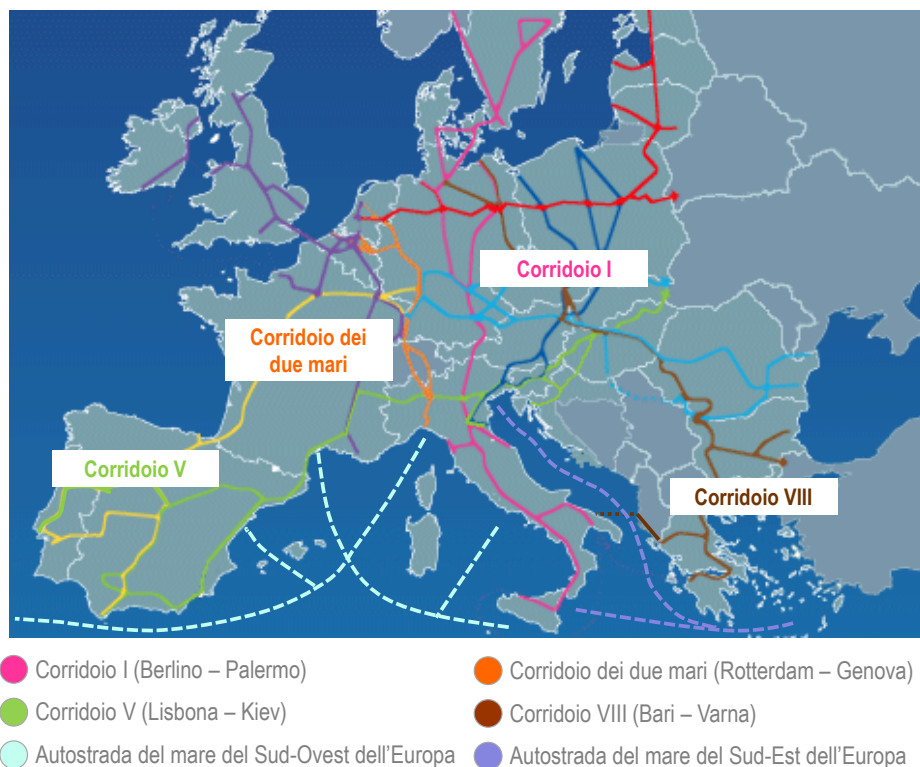 Corridoio I
Corridoio dei
due mari
Corridoio V
Corridoio VIII
Corridoio I (Berlino – Palermo)
Corridoio dei due mari (Rotterdam – Genova)
Corridoio V (Lisbona – Kiev)
Corridoio VIII (Bari – Varna)
Autostrada del mare del Sud-Ovest dell'Europa
Autostrada del mare del Sud-Est dell'Europa